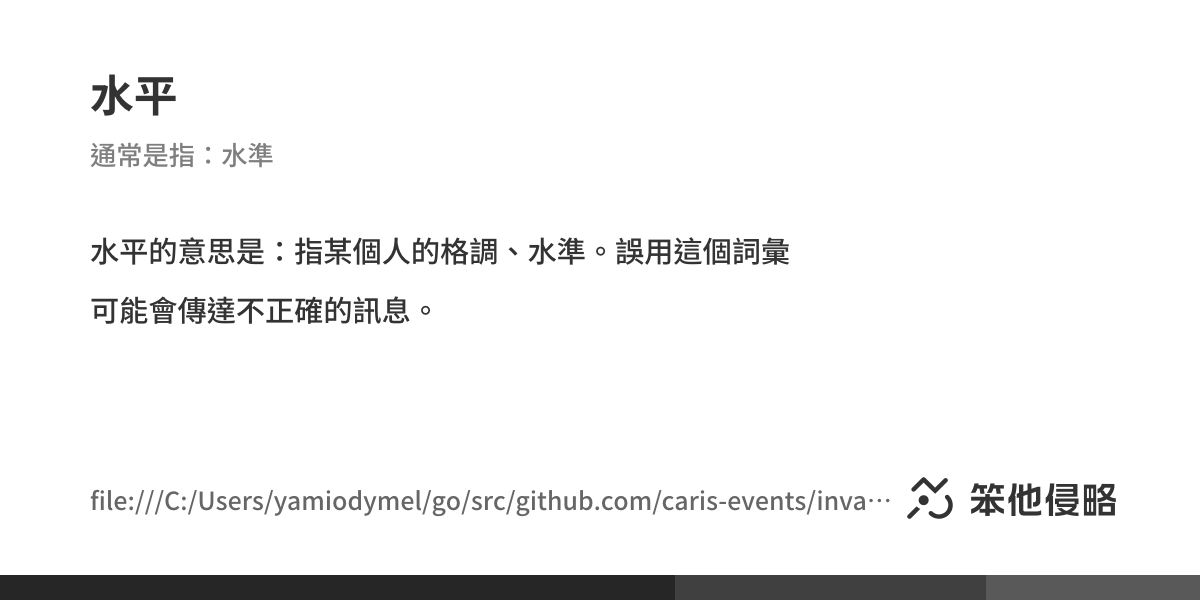 水平
通常是指：水準
水平的意思是：指某個人的格調、水準。誤用這個詞彙
可能會傳達不正確的訊息。
file:///C:/Users/yamiodymel/go/src/github.com/caris-events/inva⋯
笨他侵略